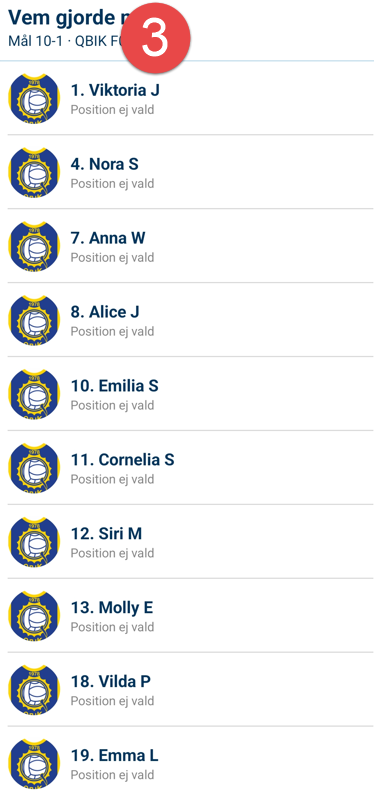 Vem gjorde
3
Mål 10-1 · QBIK
1. Viktoria J
Position ej vald
4. Nora S
Position ej vald
7. Anna W
Position ej vald
8. Alice J
Position ej vald
10. Emilia S
Position ej vald
11. Cornelia S
Position ej vald
12. Siri M
Position ej vald
13. Molly E
Position ej vald
18. Vilda P
Position ej vald
19. Emma L
Position ej vald